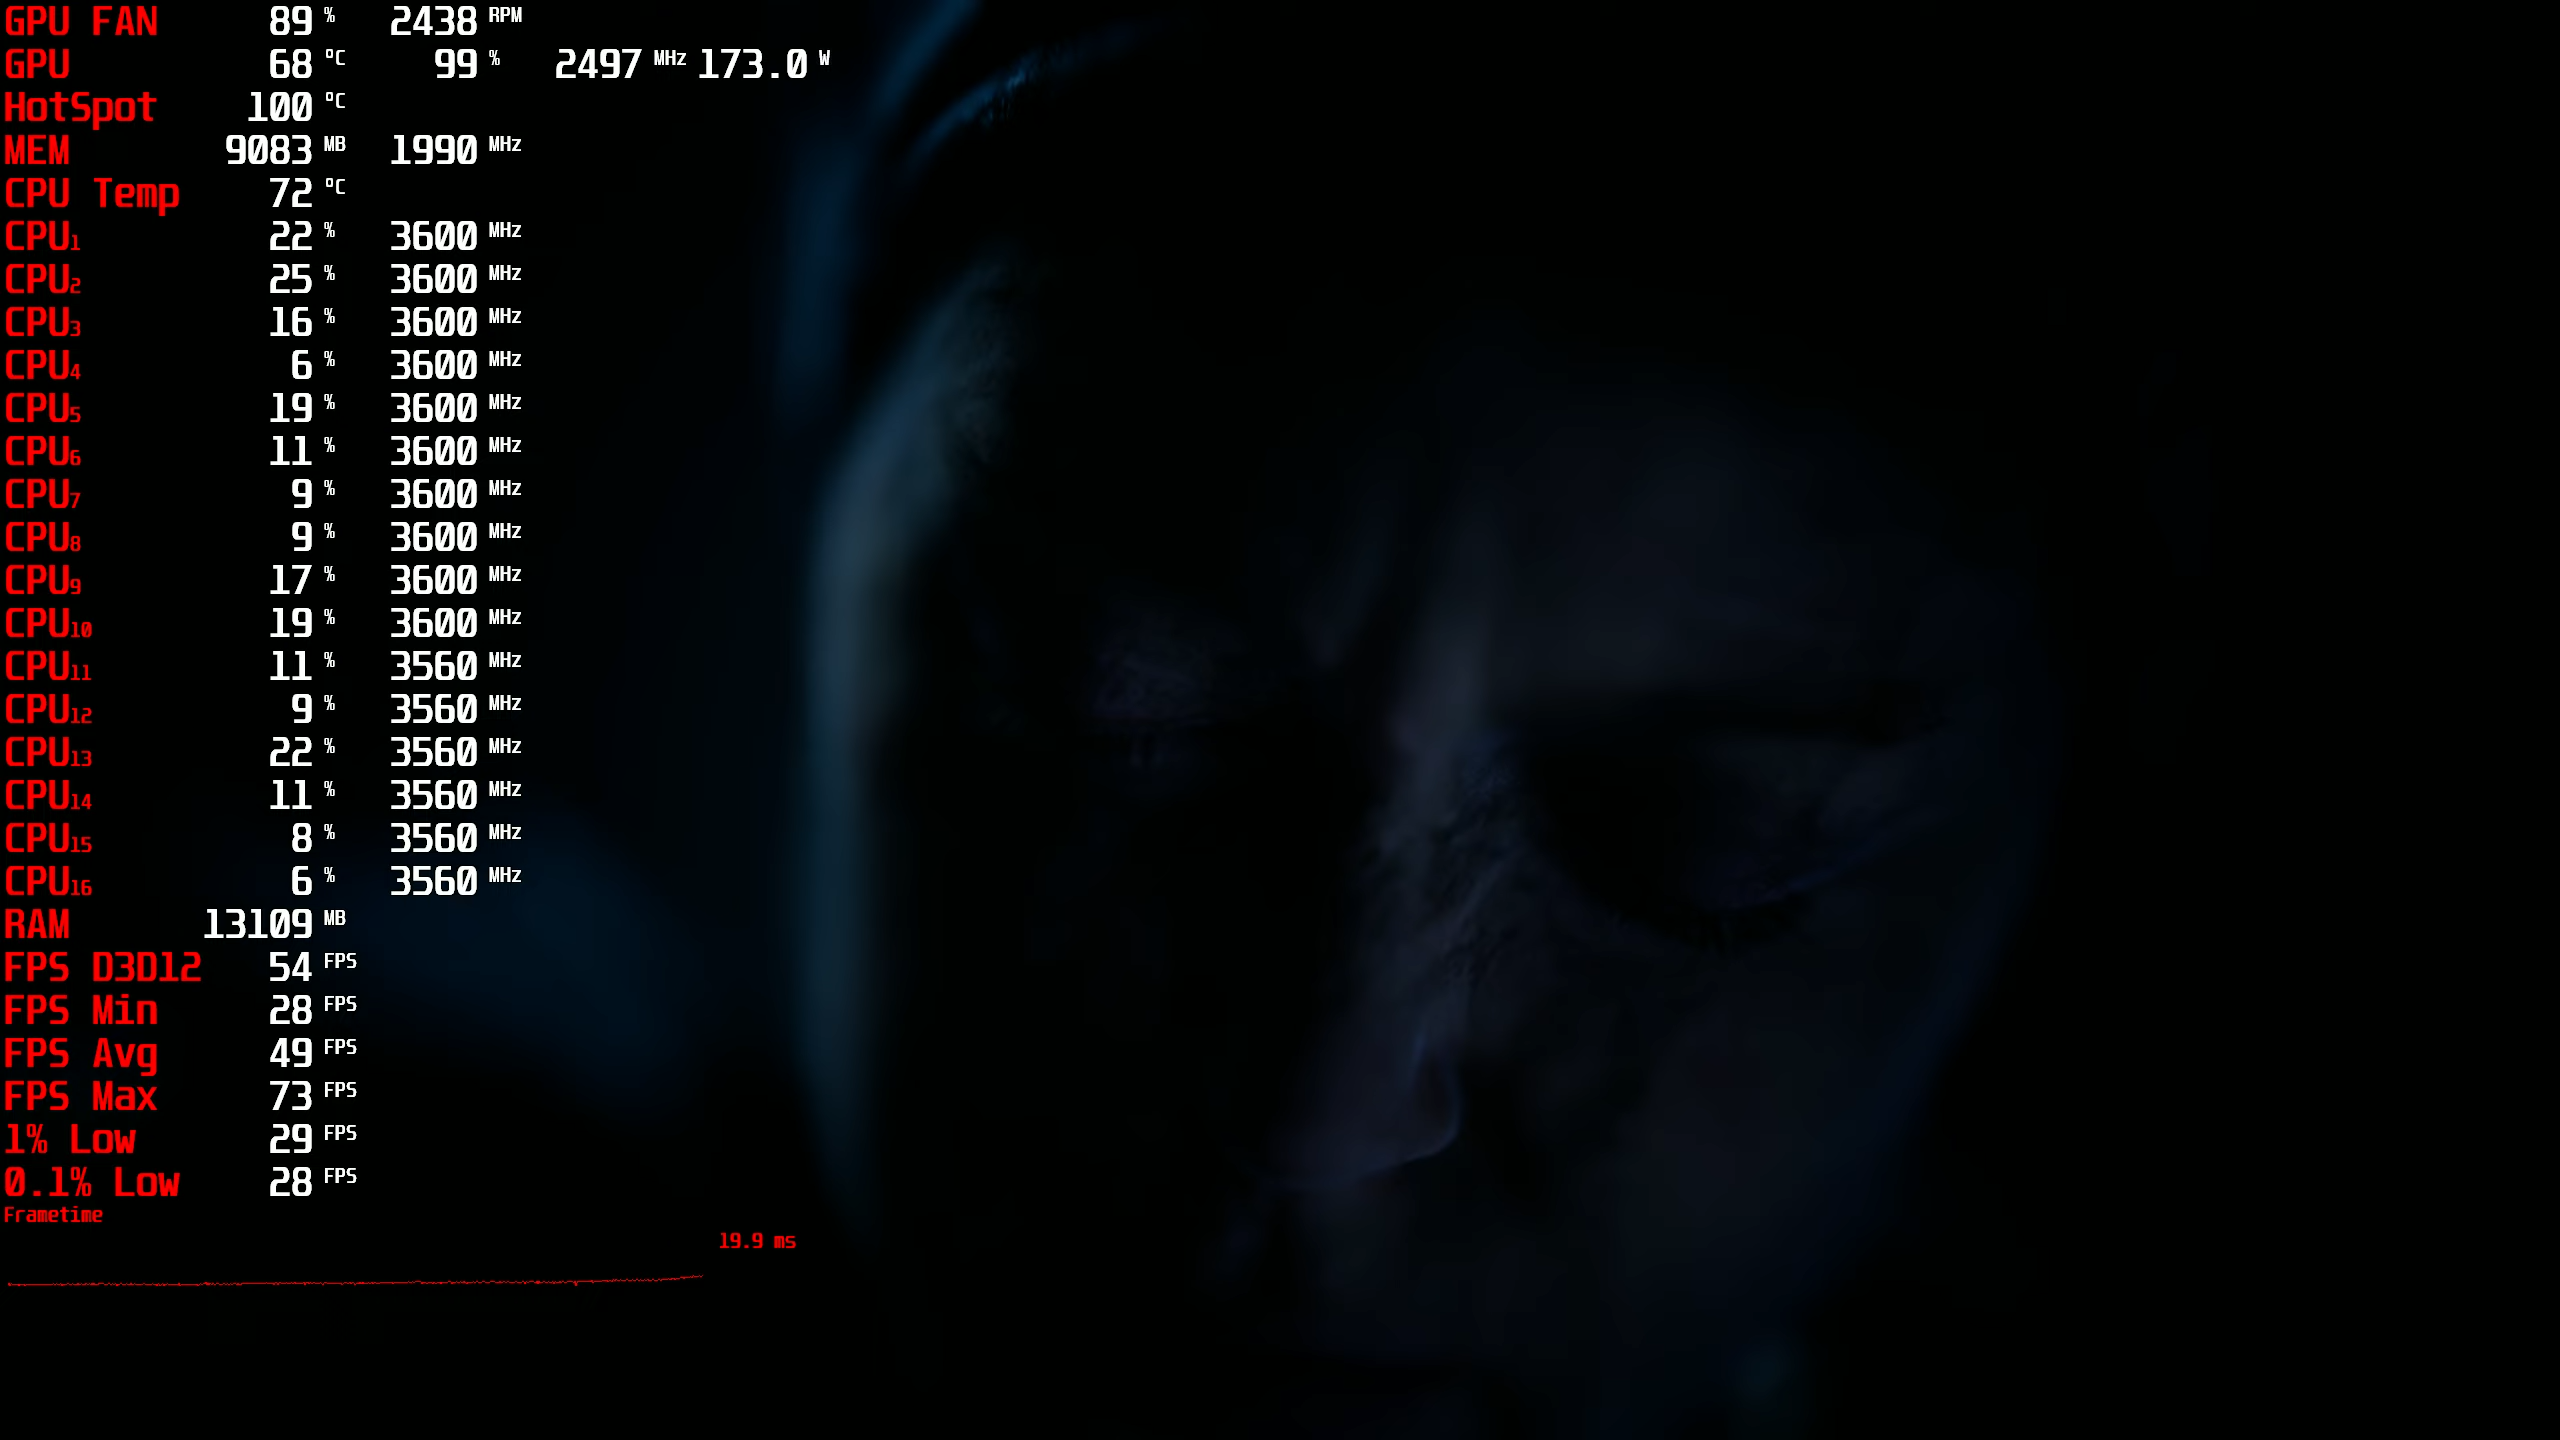 GPU FAN 89 % 2438 RPM
GPU 68 °C 99 % 2497 MHz 173.0 W
HotSpot 100 °C
MEM 9083 MB 1990 MHz
CPU Temp 72 °C
CPU1 22 % 3600 MHz
CPU2 25 % 3600 MHz
CPU3 16 % 3600 MHz
CPU4 6 % 3600 MHz
CPU5 19 % 3600 MHz
CPU6 11 % 3600 MHz
CPU7 9 % 3600 MHz
CPU8 9 % 3600 MHz
CPU9 17 % 3600 MHz
CPU10 19 % 3600 MHz
CPU11 11 % 3560 MHz
CPU12 9 % 3560 MHz
CPU13 22 % 3560 MHz
CPU14 11 % 3560 MHz
CPU15 8 % 3560 MHz
CPU16 6 % 3560 MHz
RAM 13109 MB
FPS D3D12 54 FPS
FPS Min 28 FPS
FPS Avg 49 FPS
FPS Max 73 FPS
1% Low 29 FPS
0.1% Low 28 FPS
Frametime
19.9 ms